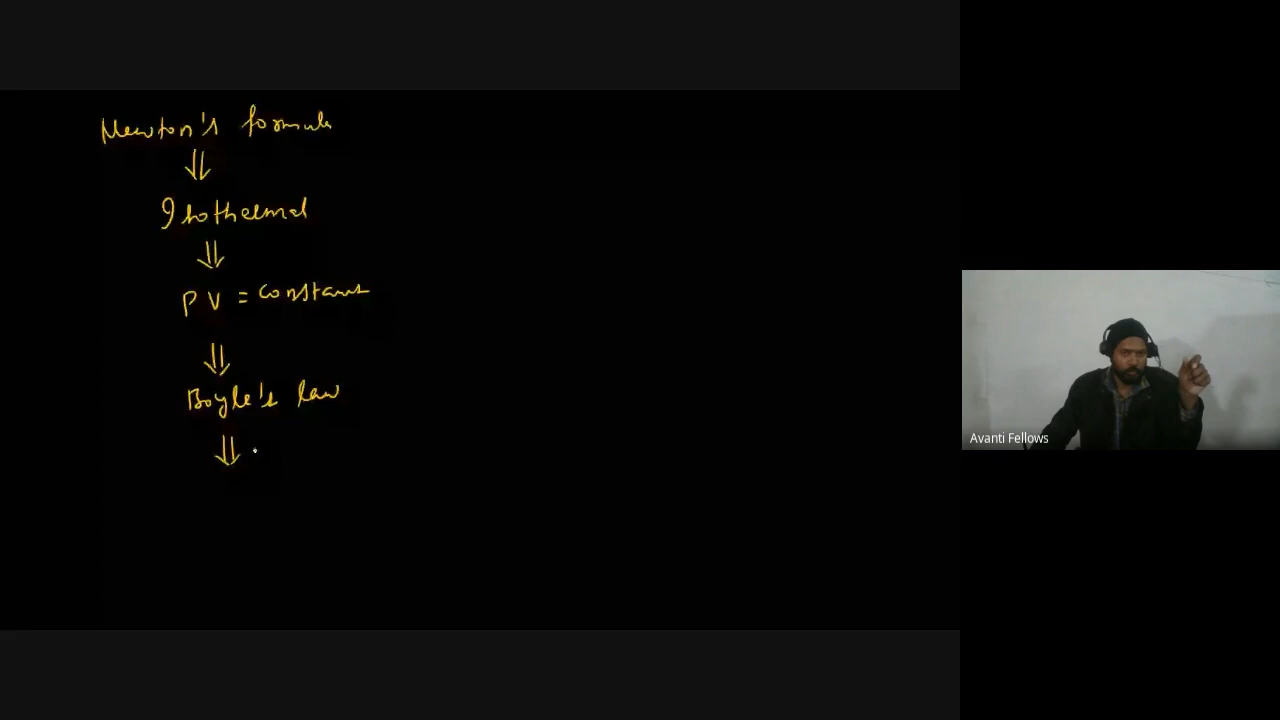 Newton's formula
⇓
Isothermal
⇓
PV = constant
⇓
Boyle's law
⇓
Avanti Fellows